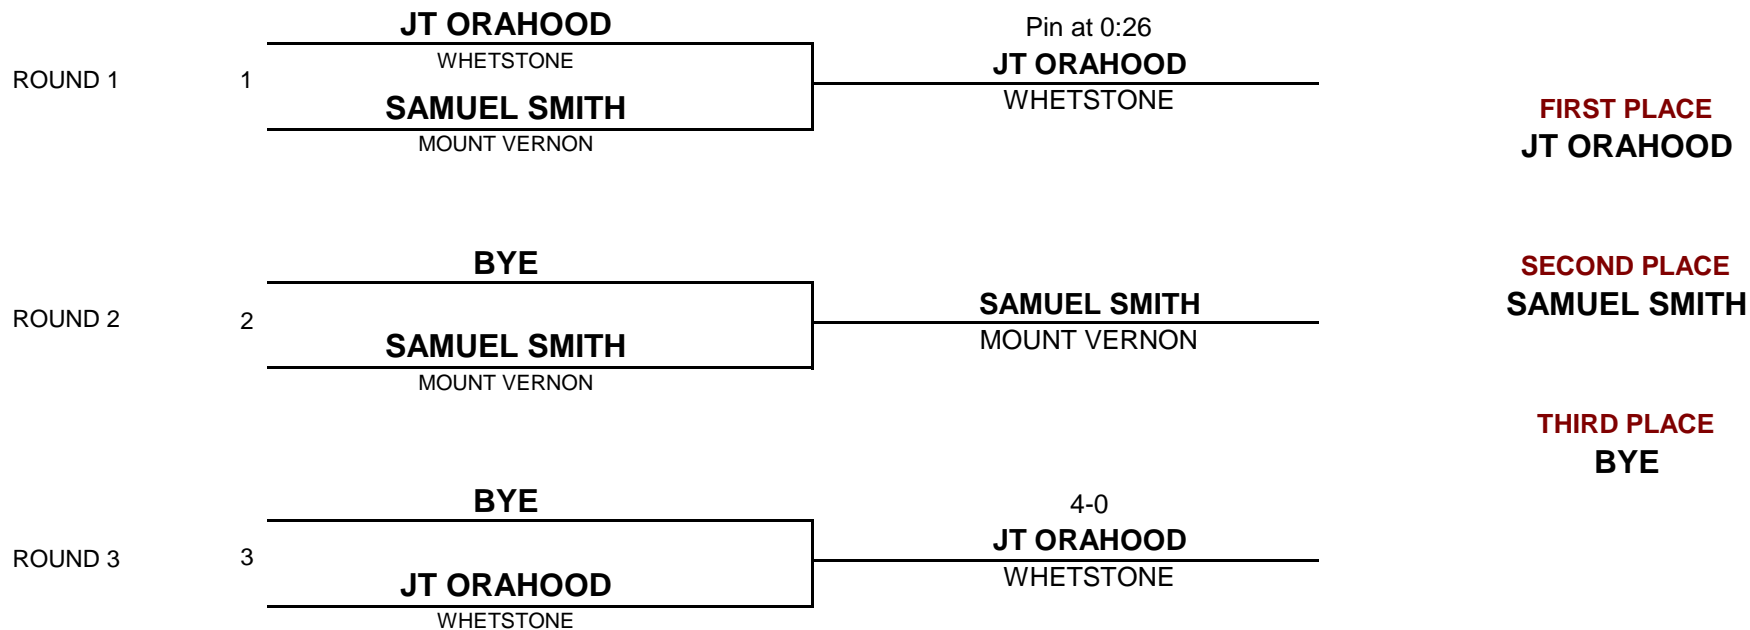 ROUND 1
1
JT ORAHOOD
WHETSTONE
SAMUEL SMITH
MOUNT VERNON
Pin at 0:26
JT ORAHOOD
WHETSTONE
FIRST PLACE
JT ORAHOOD
ROUND 2
2
BYE
SAMUEL SMITH
MOUNT VERNON
SAMUEL SMITH
MOUNT VERNON
SECOND PLACE
SAMUEL SMITH
THIRD PLACE
BYE
ROUND 3
3
BYE
JT ORAHOOD
WHETSTONE
4-0
JT ORAHOOD
WHETSTONE